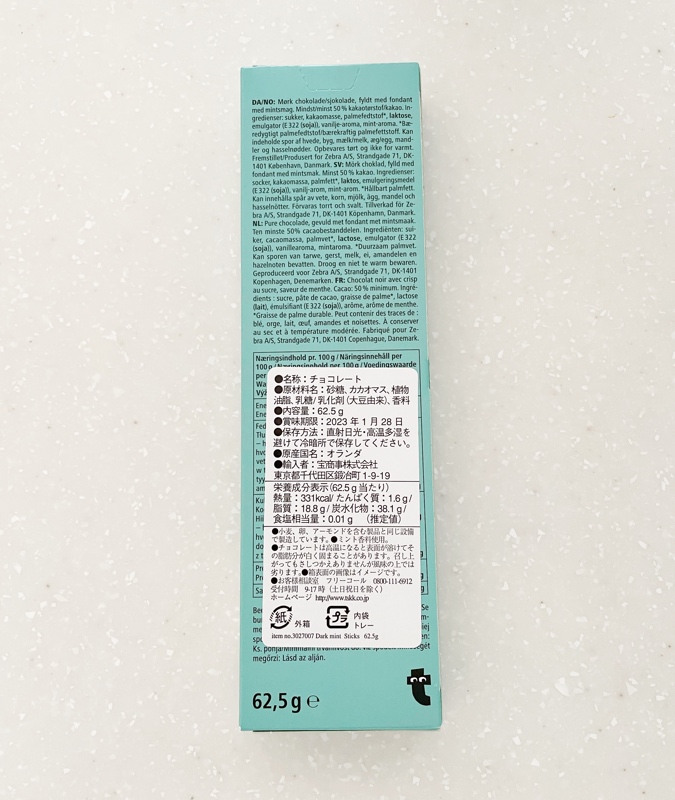 DA/NO: Mørk chokolade/sjokolade, fyldt med fondant
med mintsmag. Mindst/minst 50 % kakaotørstof/kakao. In-
gredienser: sukker, kakaomasse, palmefedtstof*, laktose,
emulgator (E 322 (soja)), vanilje-aroma, mint-aroma. *Bæ-
redygtigt palmefedtstof/bærekraftig palmefettstoff. Kan
indeholde spor af hvede, byg, mælk/melk, æg/egg, mand-
ler og hasselnødder. Opbevares tørt og ikke for varmt.
Fremstillet/Produsert for Zebra A/S, Strandgade 71, DK-
1401 København, Danmark. SV: Mörk choklad, fylld med
fondant med mintsmak. Minst 50 % kakao. Ingredienser:
socker, kakaomassa, palmfett*, laktos, emulgeringsmedel
(E 322 (soja)), vanilj-arom, mint-arom. *Hållbart palmfett.
Kan innehålla spår av vete, korn, mjölk, ägg, mandel och
hasselnötter. Förvaras torrt och svalt. Tillverkad för Ze-
bra A/S, Strandgade 71, DK-1401 Köpenhamn, Danmark.
NL: Pure chocolade, gevuld met fondant met mintsmaak.
Ten minste 50% cacaobestanddelen. Ingrediënten: sui-
ker, cacaomassa, palmvet*, lactose, emulgator (E322
(soja)), vanillearoma, mintaroma. *Duurzaam palmvet.
Kan sporen van tarwe, gerst, melk, ei, amandelen en
hazelnoten bevatten. Droog en niet te warm bewaren.
Geproduceerd voor Zebra A/S, Strandgade 71, DK-1401
Kopenhagen, Denemarken. FR: Chocolat noir avec crisp
au sucre, saveur de menthe. Cacao: 50 % minimum. Ingré-
dients : sucre, pâte de cacao, graisse de palme*, lactose
(lait), émulsifiant (E322 (soja)), arôme, arôme de menthe.
*Graisse de palme durable. Peut contenir des traces de :
blé, orge, lait, œuf, amandes et noisettes. À conserver
au sec et à température modérée. Fabriqué pour Ze-
bra A/S, Strandgade 71, DK-1401 Copenhague, Danemark.
Næringsindhold pr. 100 g / Näringsinnehåll per
●名称：チョコレート
●原材料名：砂糖、カカオマス、植物
油脂、乳糖/乳化剤（大豆由来）、香料
●内容量：62.5 g
●賞味期限：2023 年 1 月 28 日
●保存方法：直射日光・高温多湿を
避けて冷暗所で保存してください。
●原産国名：オランダ
●輸入者：宝商事株式会社
東京都千代田区鍛冶町 1-9-19
栄養成分表示（62.5 g 当たり）
熱量：331kcal/ たんぱく質：1.6 g/
脂質：18.8 g/ 炭水化物：38.1 g/
食塩相当量：0.01 g （推定値）
●小麦、卵、アーモンドを含む製品と同じ設備
で製造しています。●ミント香料使用。
●チョコレートは高温になると表面が溶けてそ
の脂肪分が白く固まることがあります。召し上
がってもさしつかえありませんが風味の上では
劣ります。●箱表面の画像はイメージです。
●お客様相談室 フリーコール 0800-111-6912
受付時間 9-17 時（土日祝日を除く）
ホームページ http://www.tskk.co.jp
紙 外箱 プラ 内袋
トレー
item no.3027007 Dark mint Sticks 62.5g
megőrzi: Lásd az alján.
62,5 g ℮